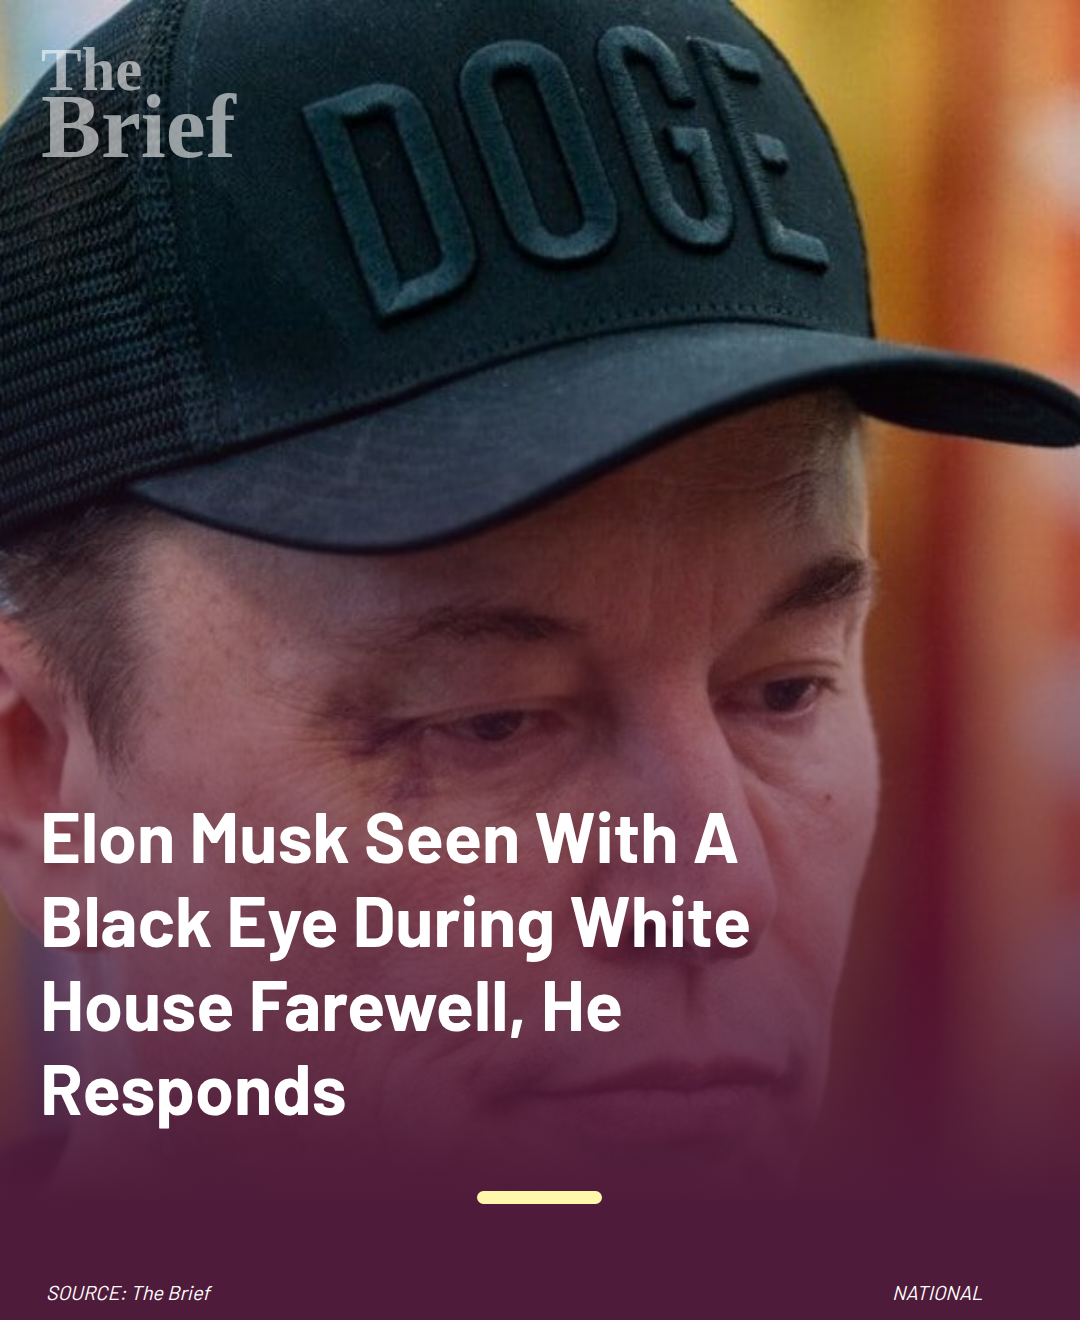 The
Brief
DOGE
Elon Musk Seen With A
Black Eye During White
House Farewell, He
Responds
SOURCE: The Brief
NATIONAL